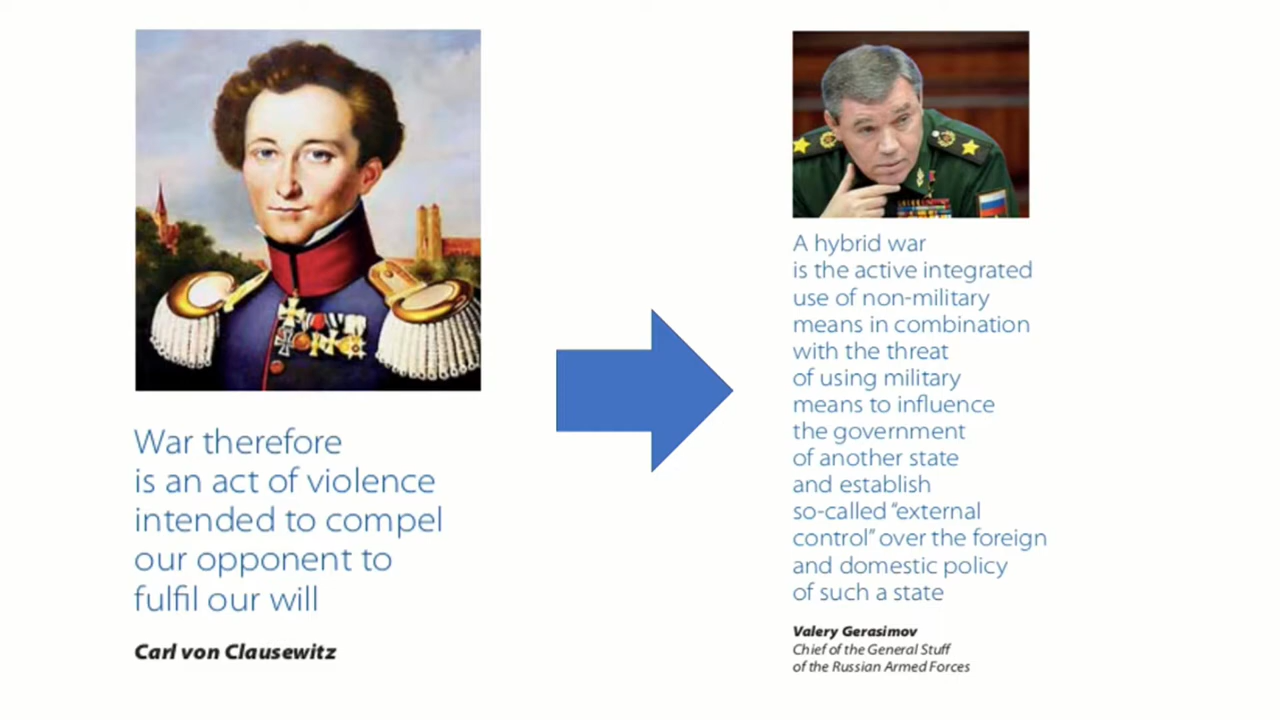 War therefore
is an act of violence
intended to compel
our opponent to
fulfil our will
Carl von Clausewitz
A hybrid war
is the active integrated
use of non-military
means in combination
with the threat
of using military
means to influence
the government
of another state
and establish
so-called “external
control” over the foreign
and domestic policy
of such a state
Valery Gerasimov
Chief of the General Stuff
of the Russian Armed Forces